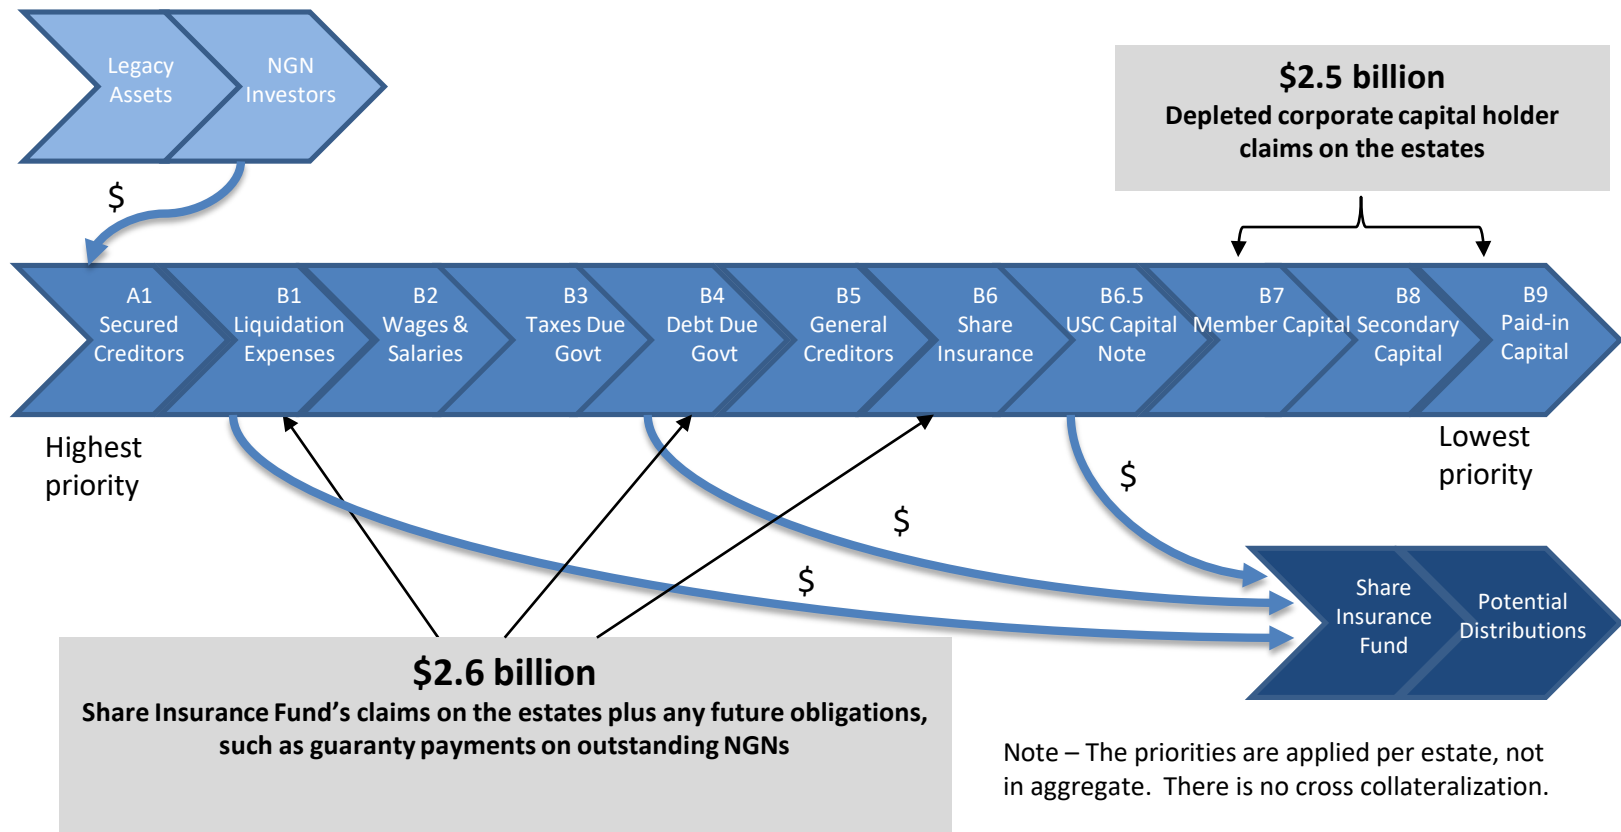 Legacy
Assets
NGN
Investors
$2.5 billion
Depleted corporate capital holder
claims on the estates
$
A1
Secured
Creditors
B1
Liquidation
Expenses
B2
Wages &
Salaries
B3
Taxes Due
Govt
B4
Debt Due
Govt
B5
General
Creditors
B6
Share
Insurance
B6.5
USC Capital
Note
B7
Member Capital
B8
Secondary
Capital
B9
Paid-in
Capital
Highest
priority
Lowest
priority
$
$
$
Share
Insurance
Fund
Potential
Distributions
$2.6 billion
Share Insurance Fund’s claims on the estates plus any future obligations,
such as guaranty payments on outstanding NGNs
Note – The priorities are applied per estate, not
in aggregate.  There is no cross collateralization.